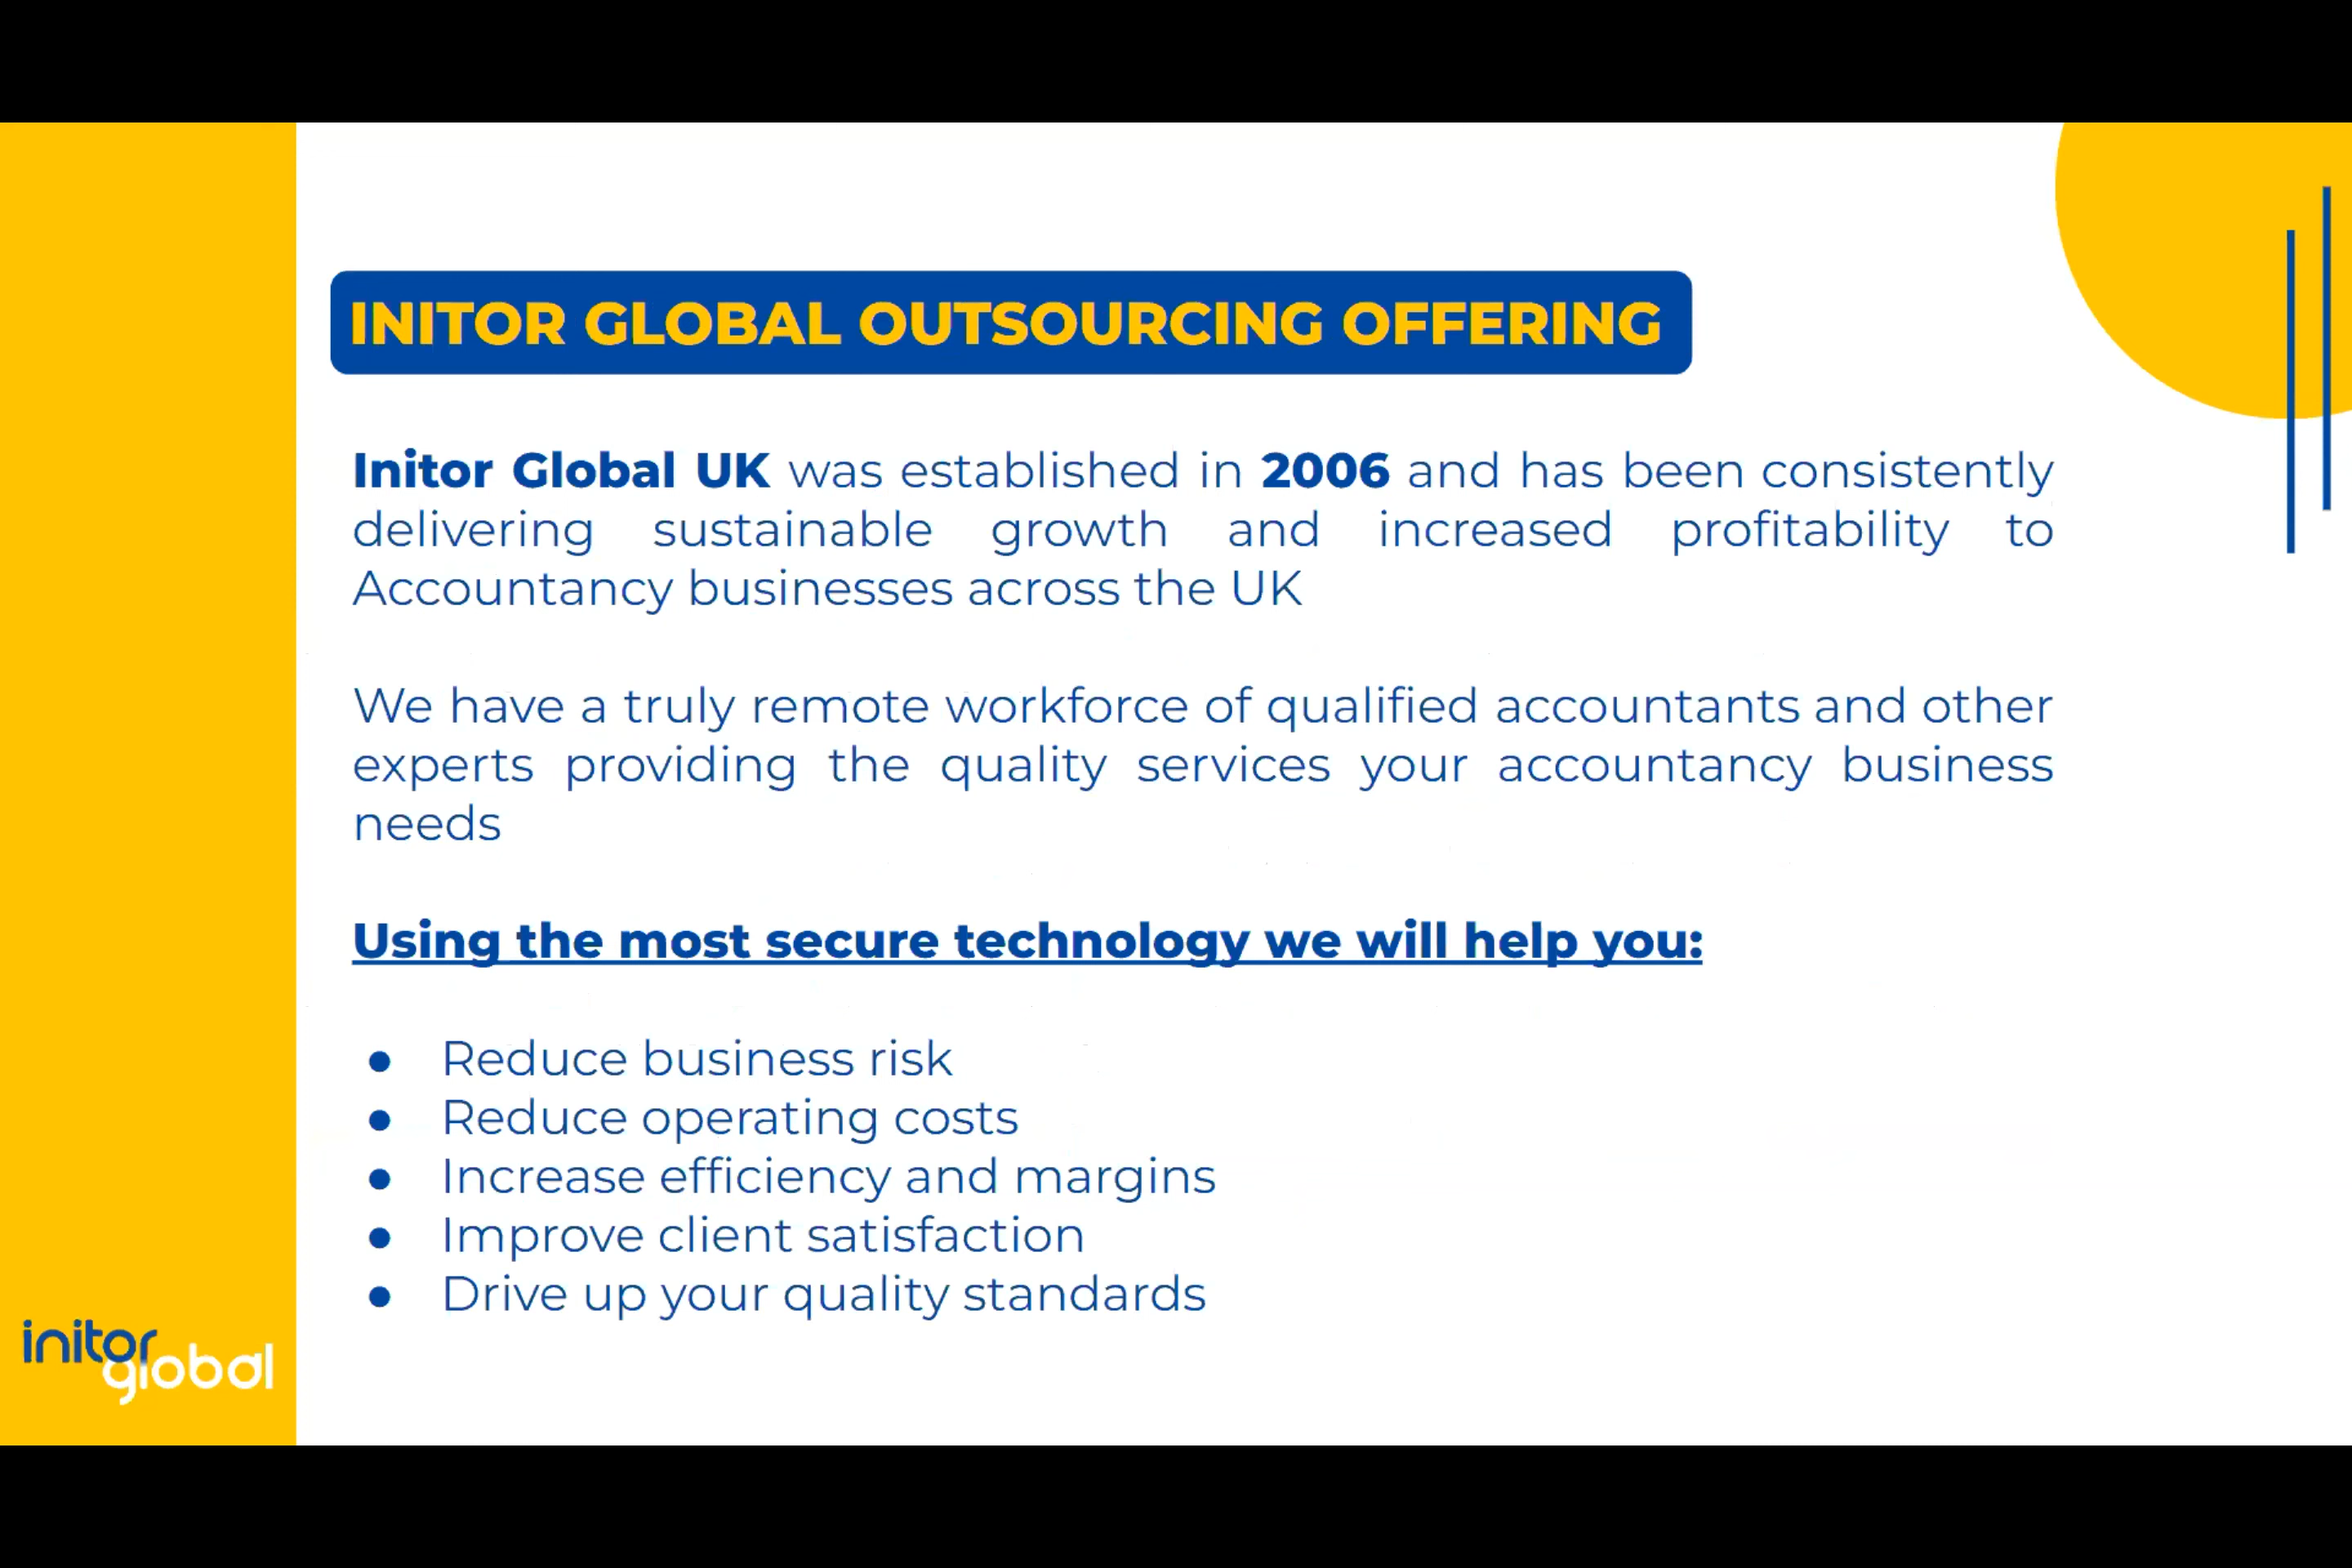 INITOR GLOBAL OUTSOURCING OFFERING
Initor Global UK was established in 2006 and has been consistently
delivering sustainable growth and increased profitability to
Accountancy businesses across the UK
We have a truly remote workforce of qualified accountants and other
experts providing the quality services your accountancy business
needs
Using the most secure technology we will help you:
● Reduce business risk
● Reduce operating costs
● Increase efficiency and margins
● Improve client satisfaction
● Drive up your quality standards
initor
global